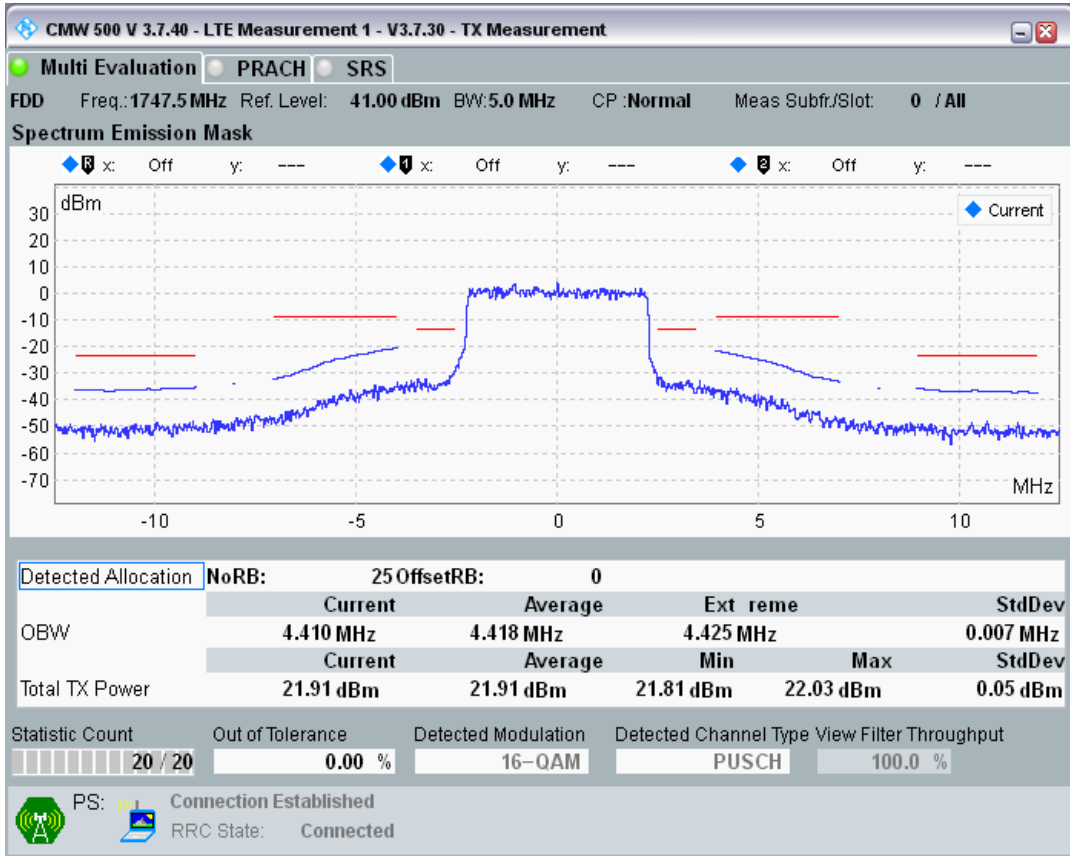 CMW 500 V 3.7.40 - LTE Measurement 1 - V3.7.30 - TX Measurement
Multi Evaluation PRACH SRS
FDD Freq.:1747.5 MHz Ref. Level: 41.00 dBm BW:5.0 MHz CP :Normal Meas Subfr./Slot: 0 / All
Spectrum Emission Mask
R x: Off y: --- 1 x: Off y: --- 2 x: Off y: ---
dBm
Current
30
20
10
0
-10
-20
-30
-40
-50
-60
-70
MHz
-10 -5 0 5 10
Detected Allocation NoRB: 25 OffsetRB: 0
Current Average Ext reme StdDev
OBW 4.410 MHz 4.418 MHz 4.425 MHz 0.007 MHz
Current Average Min Max StdDev
Total TX Power 21.91 dBm 21.91 dBm 21.81 dBm 22.03 dBm 0.05 dBm
Statistic Count Out of Tolerance Detected Modulation Detected Channel Type View Filter Throughput
20 / 20 0.00 % 16-QAM PUSCH 100.0 %
PS: Connection Established
RRC State: Connected